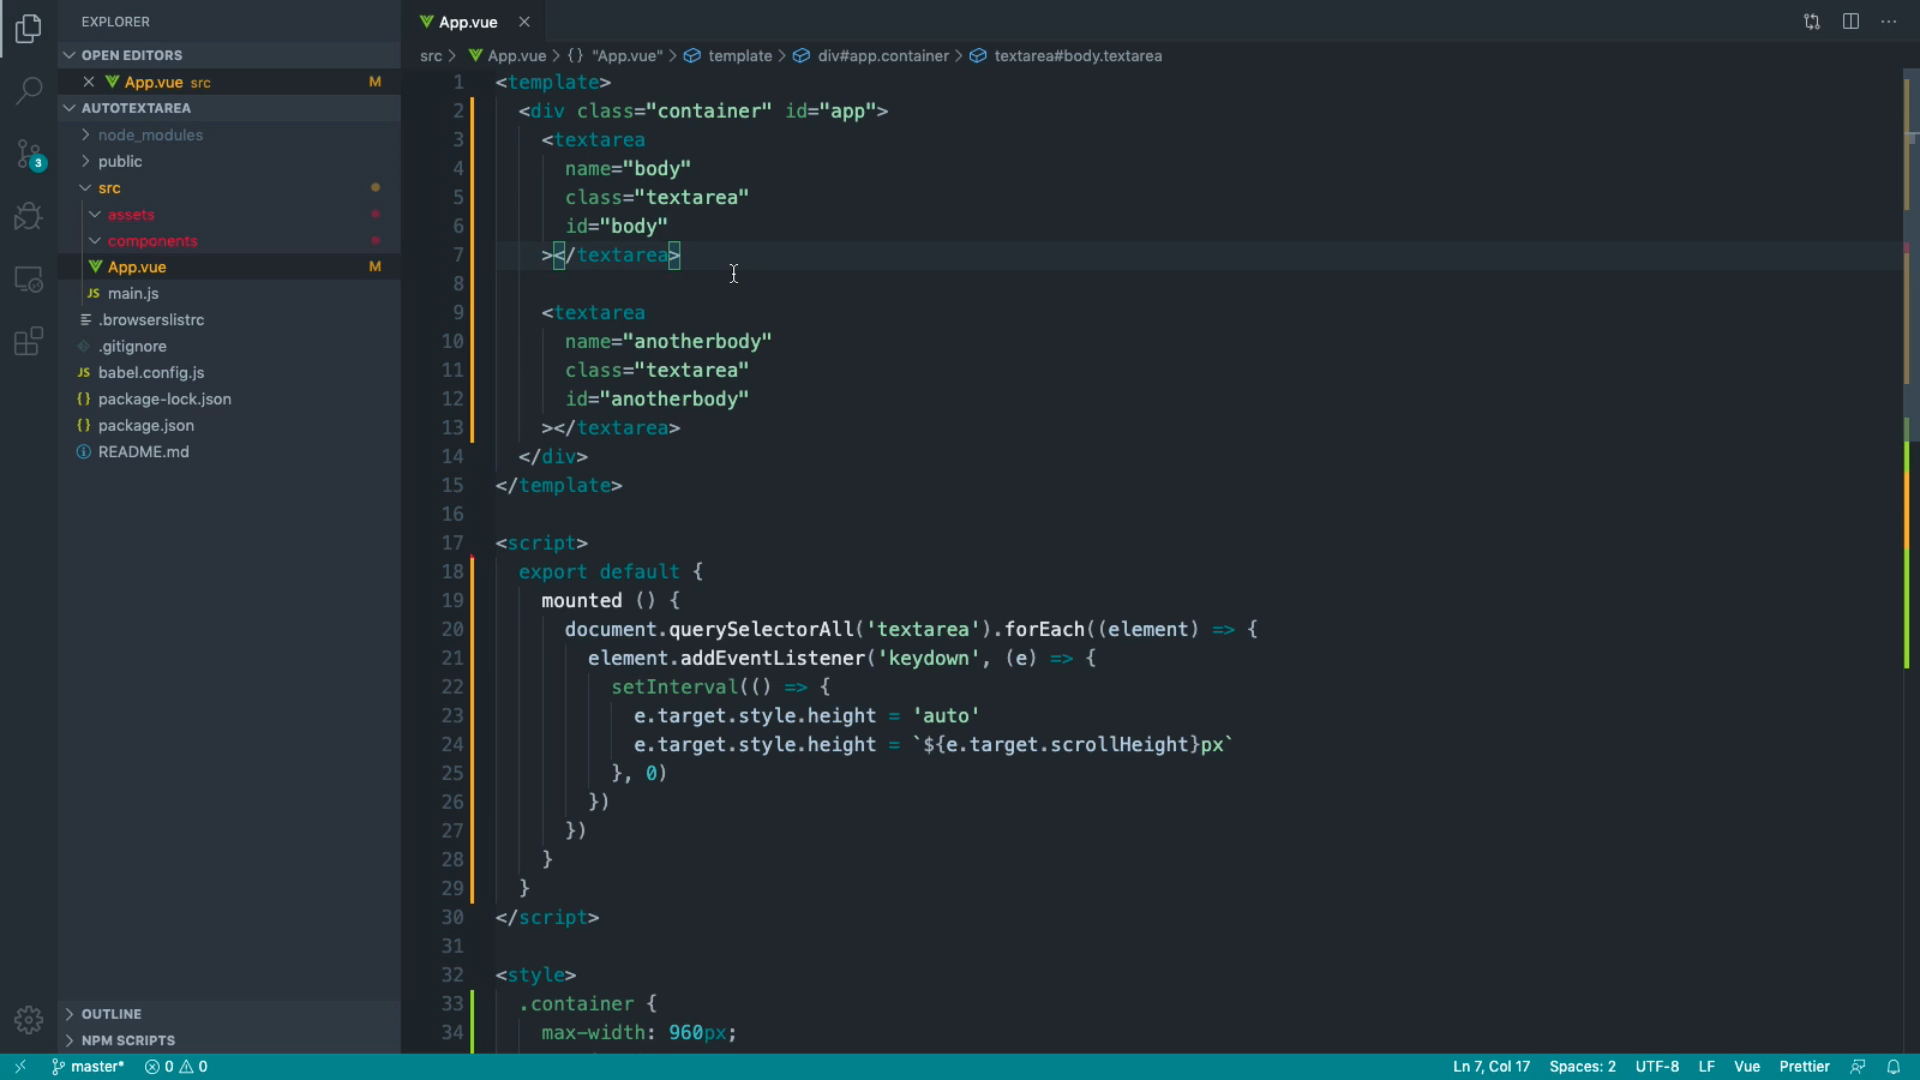 EXPLORER
OPEN EDITORS
App.vue src M
AUTOTEXTAREA
node_modules
public
src
assets
components
App.vue M
JS main.js
.browserslistrc
.gitignore
JS babel.config.js
{} package-lock.json
{} package.json
README.md
OUTLINE
NPM SCRIPTS
3
App.vue
src > App.vue > {} "App.vue" > template > div#app.container > textarea#body.textarea
1 <template>
2 <div class="container" id="app">
3 <textarea
4 name="body"
5 class="textarea"
6 id="body"
7 ></textarea>
8
9 <textarea
10 name="anotherbody"
11 class="textarea"
12 id="anotherbody"
13 ></textarea>
14 </div>
15 </template>
16
17 <script>
18 export default {
19 mounted () {
20 document.querySelectorAll('textarea').forEach((element) => {
21 element.addEventListener('keydown', (e) => {
22 setInterval(() => {
23 e.target.style.height = 'auto'
24 e.target.style.height = `${e.target.scrollHeight}px`
25 }, 0)
26 })
27 })
28 }
29 }
30 </script>
31
32 <style>
33 .container {
34 max-width: 960px;
master* 0 0 Ln 7, Col 17 Spaces: 2 UTF-8 LF Vue Prettier